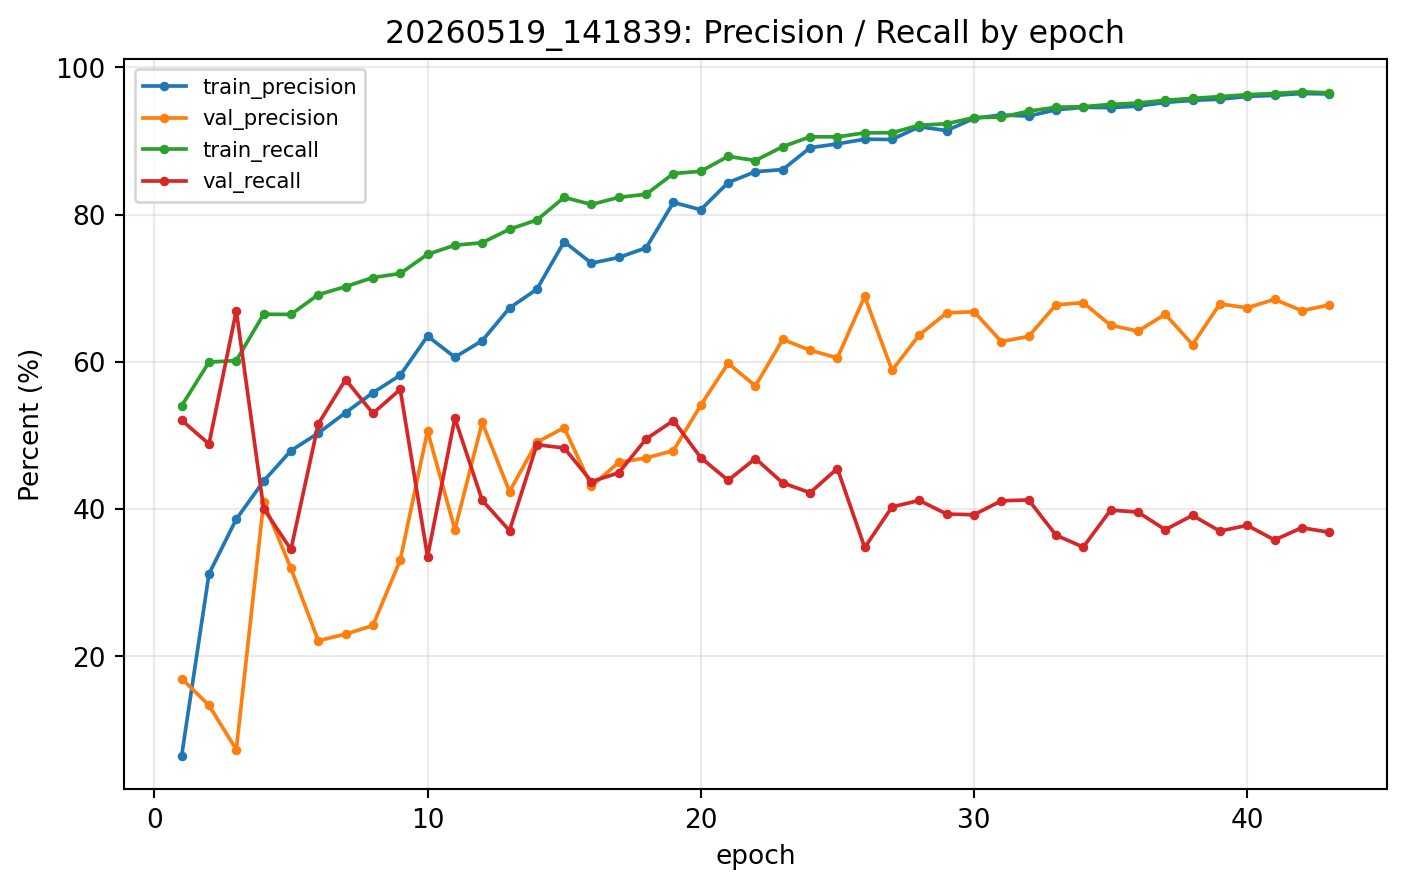 20260519_141839: Precision / Recall by epoch
train_precision
val_precision
train_recall
val_recall
Percent (%)
100
80
60
40
20
0
10
20
30
40
epoch